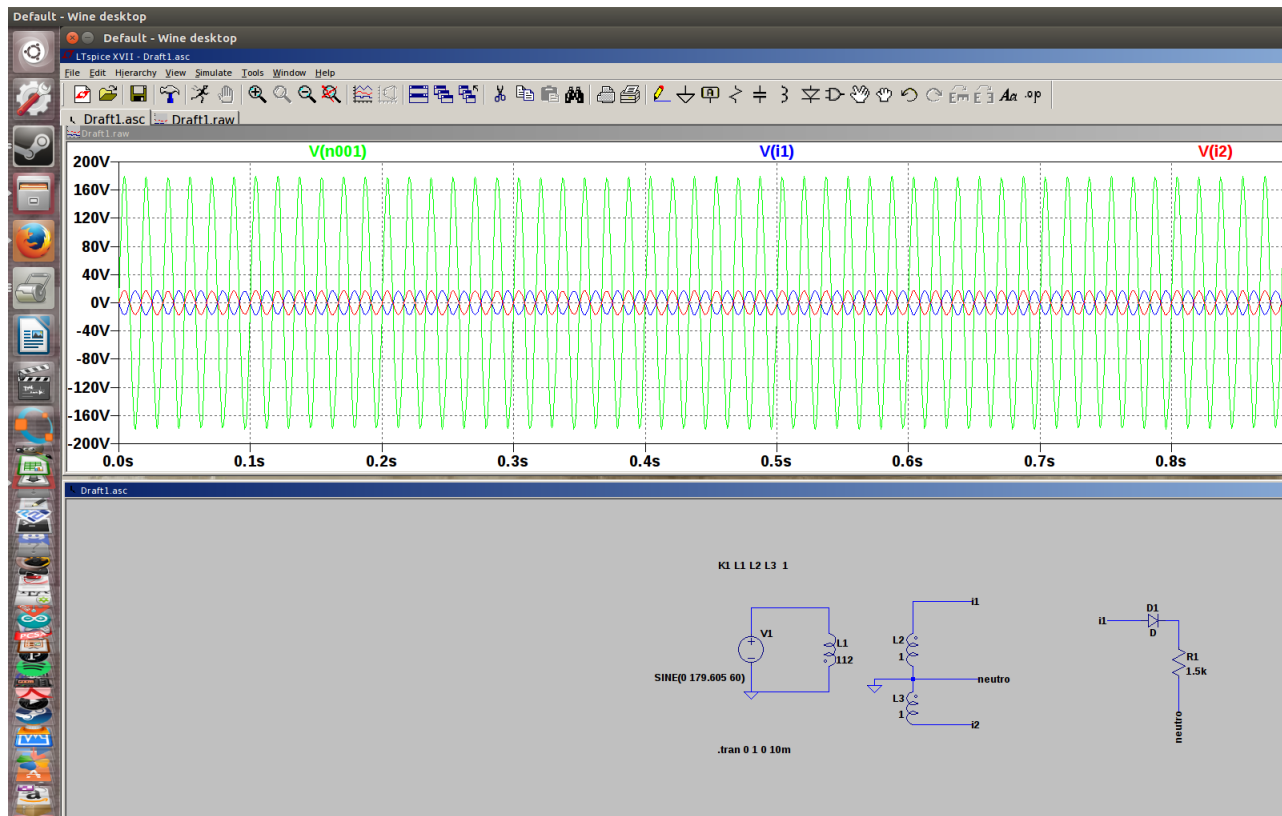 Default - Wine desktop
Default - Wine desktop
LTspice XVII - Draft1.asc
File Edit Hierarchy View Simulate Tools Window Help
Aa .op
Draft1.asc Draft1.raw
Draft1.raw
V(n001) V(i1) V(i2)
200V
160V
120V
80V
40V
0V
-40V
-80V
-120V
-160V
-200V
0.0s 0.1s 0.2s 0.3s 0.4s 0.5s 0.6s 0.7s 0.8s
Draft1.asc
K1 L1 L2 L3 1
V1
SINE(0 179.605 60)
L1
112
L2
1
L3
1
i1
neutro
i2
i1
D1
D
R1
1.5k
neutro
.tran 0 1 0 10m